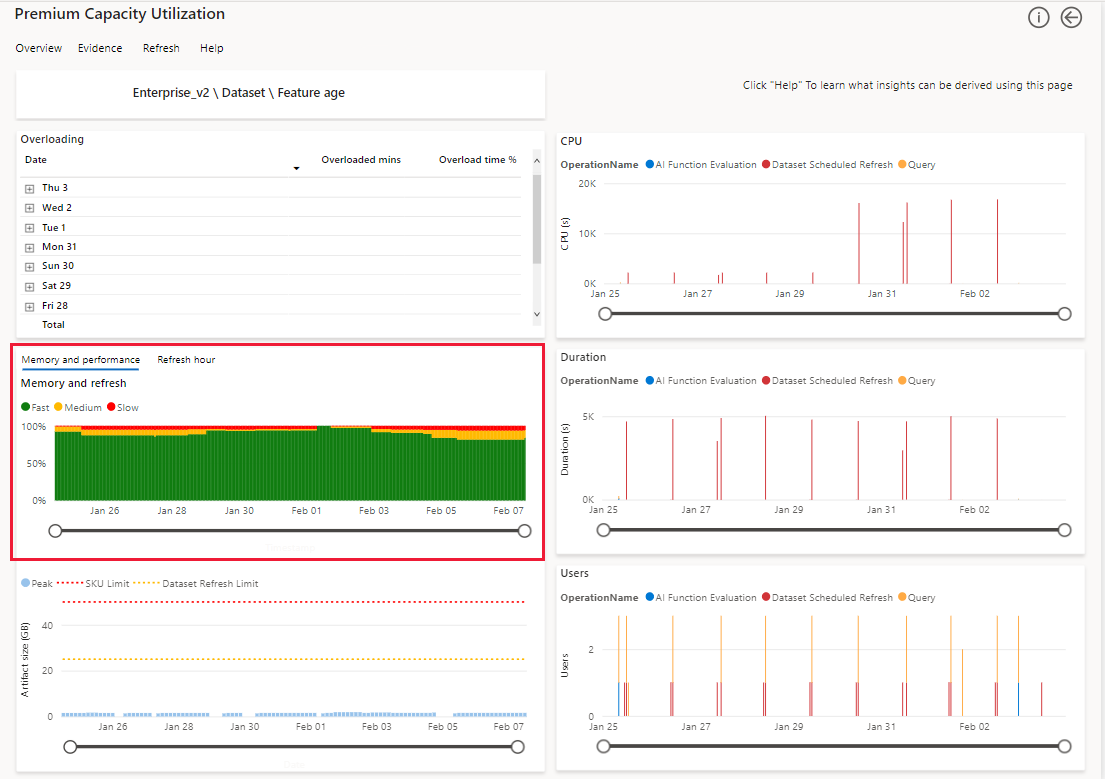 Premium Capacity Utilization
Overview Evidence Refresh Help
Enterprise_v2 \ Dataset \ Feature age
Click "Help" To learn what insights can be derived using this page
Overloading
Date Overloaded mins Overload time %
Thu 3
Wed 2
Tue 1
Mon 31
Sun 30
Sat 29
Fri 28
Total
Memory and performance Refresh hour
Memory and refresh
Fast Medium Slow
100%
50%
0%
Jan 26 Jan 28 Jan 30 Feb 01 Feb 03 Feb 05 Feb 07
Peak SKU Limit Dataset Refresh Limit
Artifact size (GB)
40
20
0
Jan 26 Jan 28 Jan 30 Feb 01 Feb 03 Feb 05 Feb 07
CPU
OperationName AI Function Evaluation Dataset Scheduled Refresh Query
CPU (s)
20K
10K
0K
Jan 25 Jan 27 Jan 29 Jan 31 Feb 02
Duration
OperationName AI Function Evaluation Dataset Scheduled Refresh Query
Duration (s)
5K
0K
Jan 25 Jan 27 Jan 29 Jan 31 Feb 02
Users
OperationName AI Function Evaluation Dataset Scheduled Refresh Query
Users
2
0
Jan 25 Jan 27 Jan 29 Jan 31 Feb 02